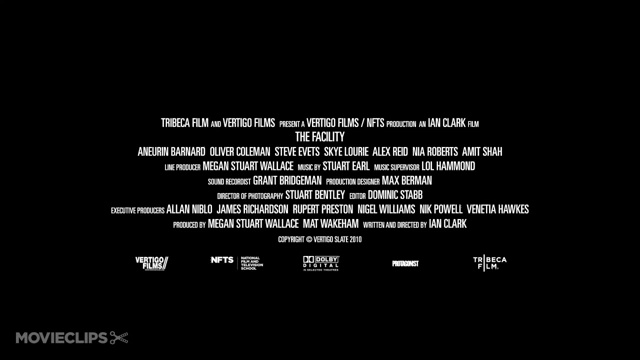 TRIBECA FILM AND VERTIGO FILMS PRESENT A VERTIGO FILMS / NFTS PRODUCTION AN IAN CLARK FILM
THE FACILITY
ANEURIN BARNARD OLIVER COLEMAN STEVE EVETS SKYE LOURIE ALEX REID NIA ROBERTS AMIT SHAH
LINE PRODUCER MEGAN STUART WALLACE MUSIC BY STUART EARL MUSIC SUPERVISOR LOL HAMMOND
SOUND RECORDIST GRANT BRIDGEMAN PRODUCTION DESIGNER MAX BERMAN
DIRECTOR OF PHOTOGRAPHY STUART BENTLEY EDITOR DOMINIC STABB
EXECUTIVE PRODUCERS ALLAN NIBLO JAMES RICHARDSON RUPERT PRESTON NIGEL WILLIAMS NIK POWELL VENETIA HAWKES
PRODUCED BY MEGAN STUART WALLACE MAT WAKEHAM WRITTEN AND DIRECTED BY IAN CLARK
COPYRIGHT © VERTIGO SLATE 2010
VERTIGO
FILMS//
NFTS
NATIONAL
FILM AND
TELEVISION
SCHOOL
DOLBY
DIGITAL
IN SELECTED THEATRES
PROTAGONIST
TRIBECA
FILM.
MOVIECLIPS